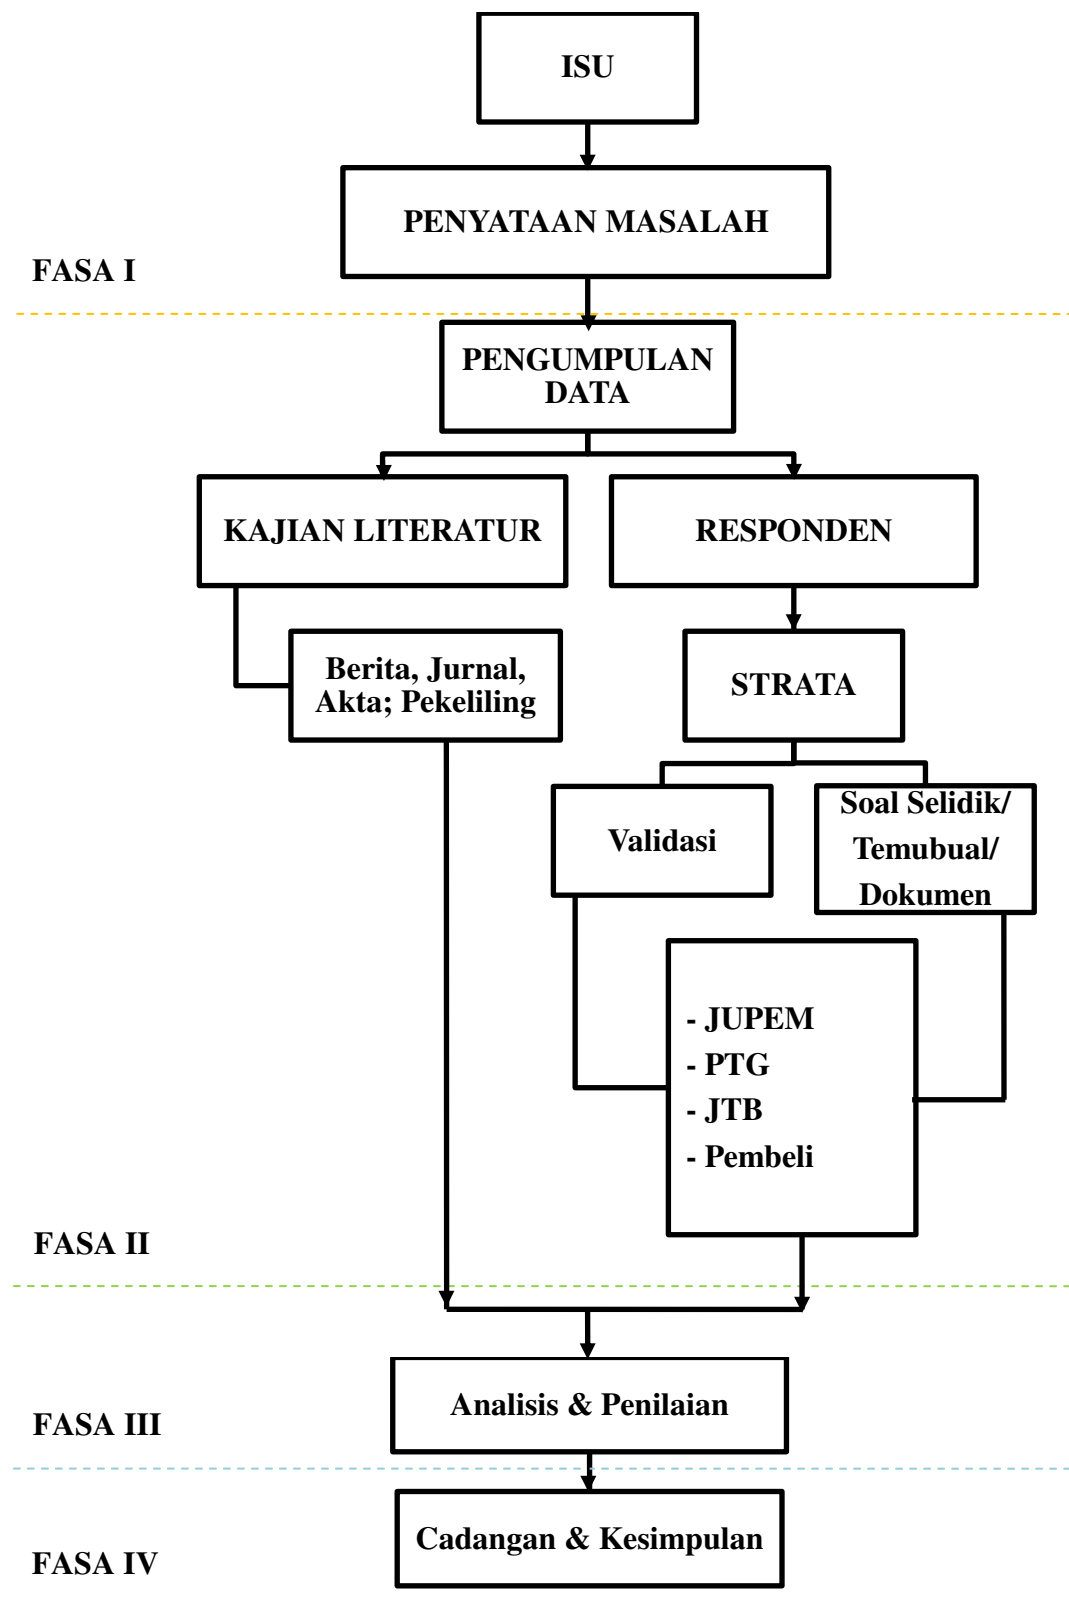 ISU
PENYATAAN MASALAH
FASA I
PENGUMPULAN
DATA
KAJIAN LITERATUR
RESPONDEN
Berita, Jurnal,
Akta; Pekeliling
STRATA
Validasi
Soal Selidik/
Temubual/
Dokumen
- JUPEM
- PTG
- JTB
- Pembeli
FASA II
Analisis & Penilaian
FASA III
Cadangan & Kesimpulan
FASA IV